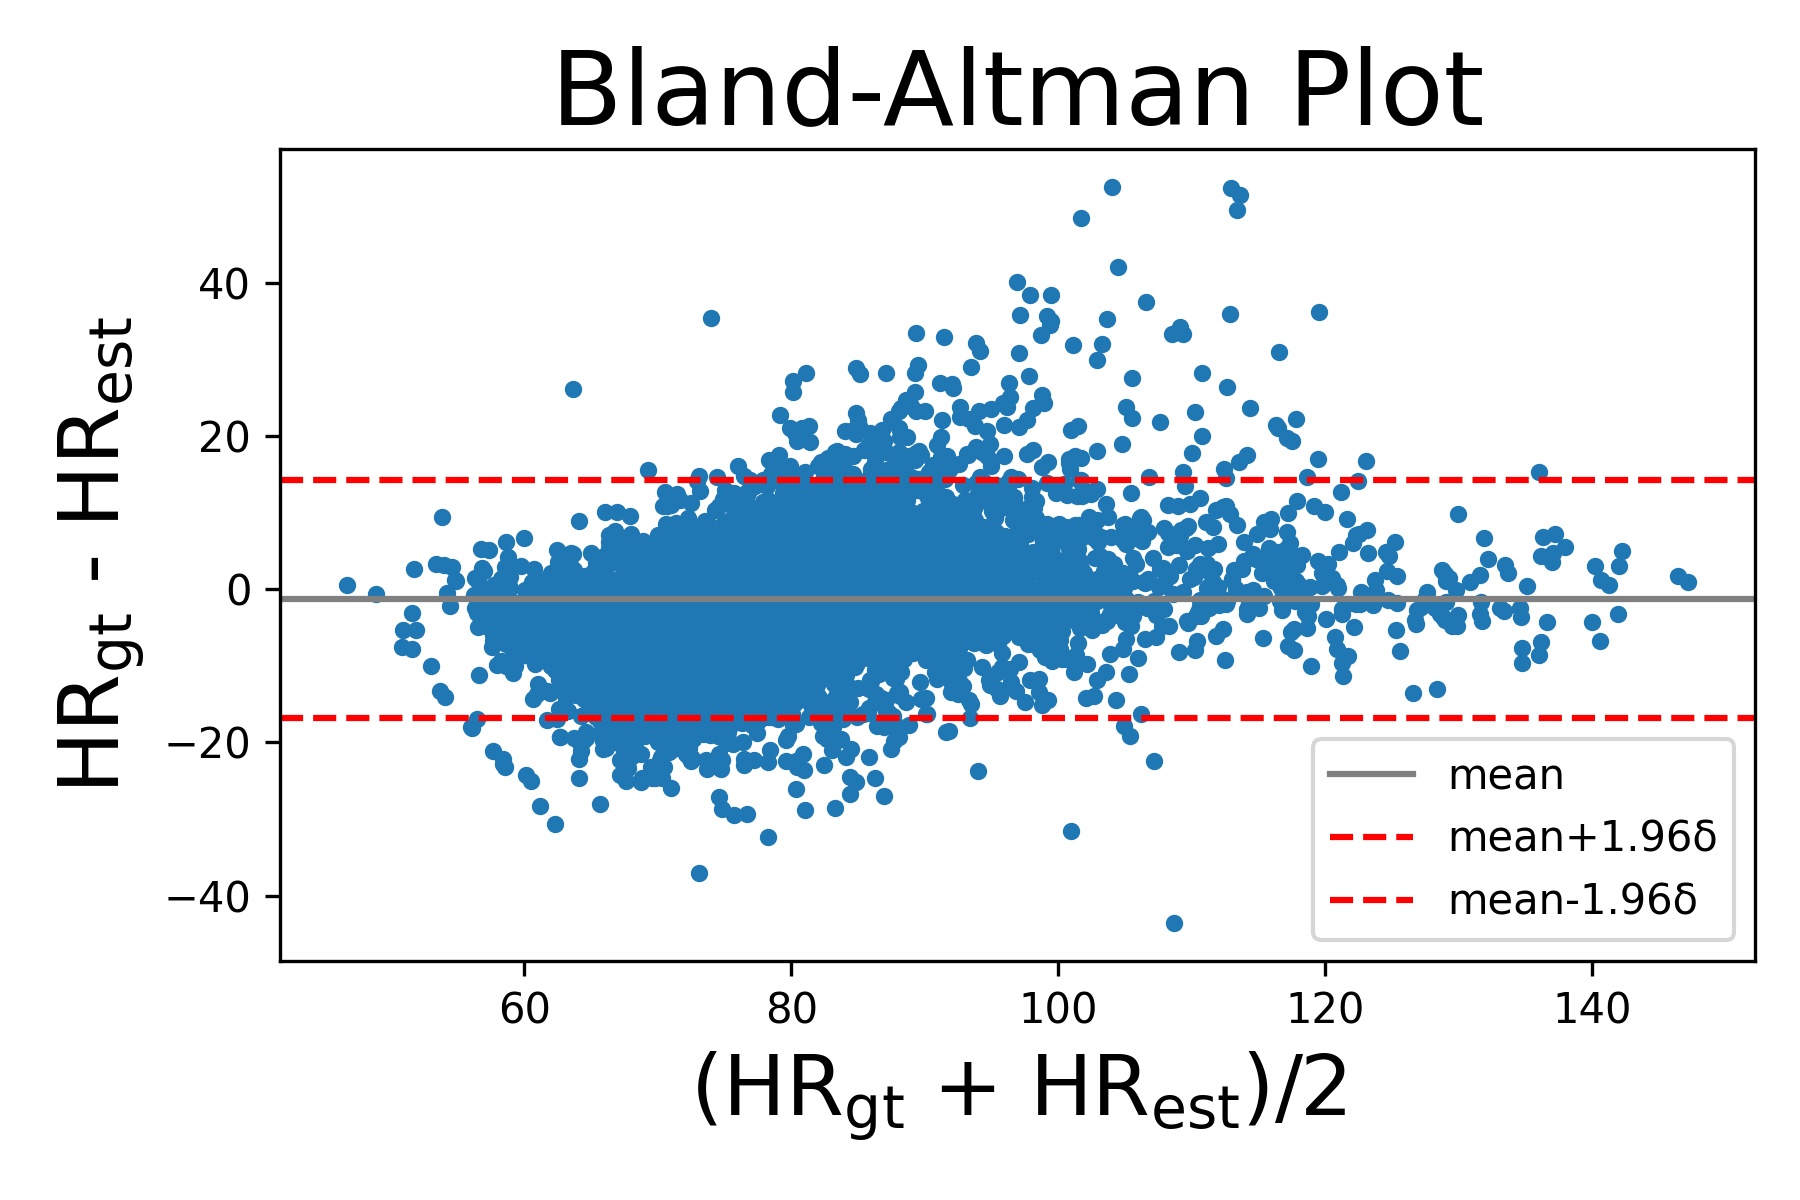 Bland-Altman Plot
HRgt - HRest
40
20
0
−20
−40
mean
mean+1.96δ
mean-1.96δ
60 80 100 120 140
(HRgt + HRest)/2